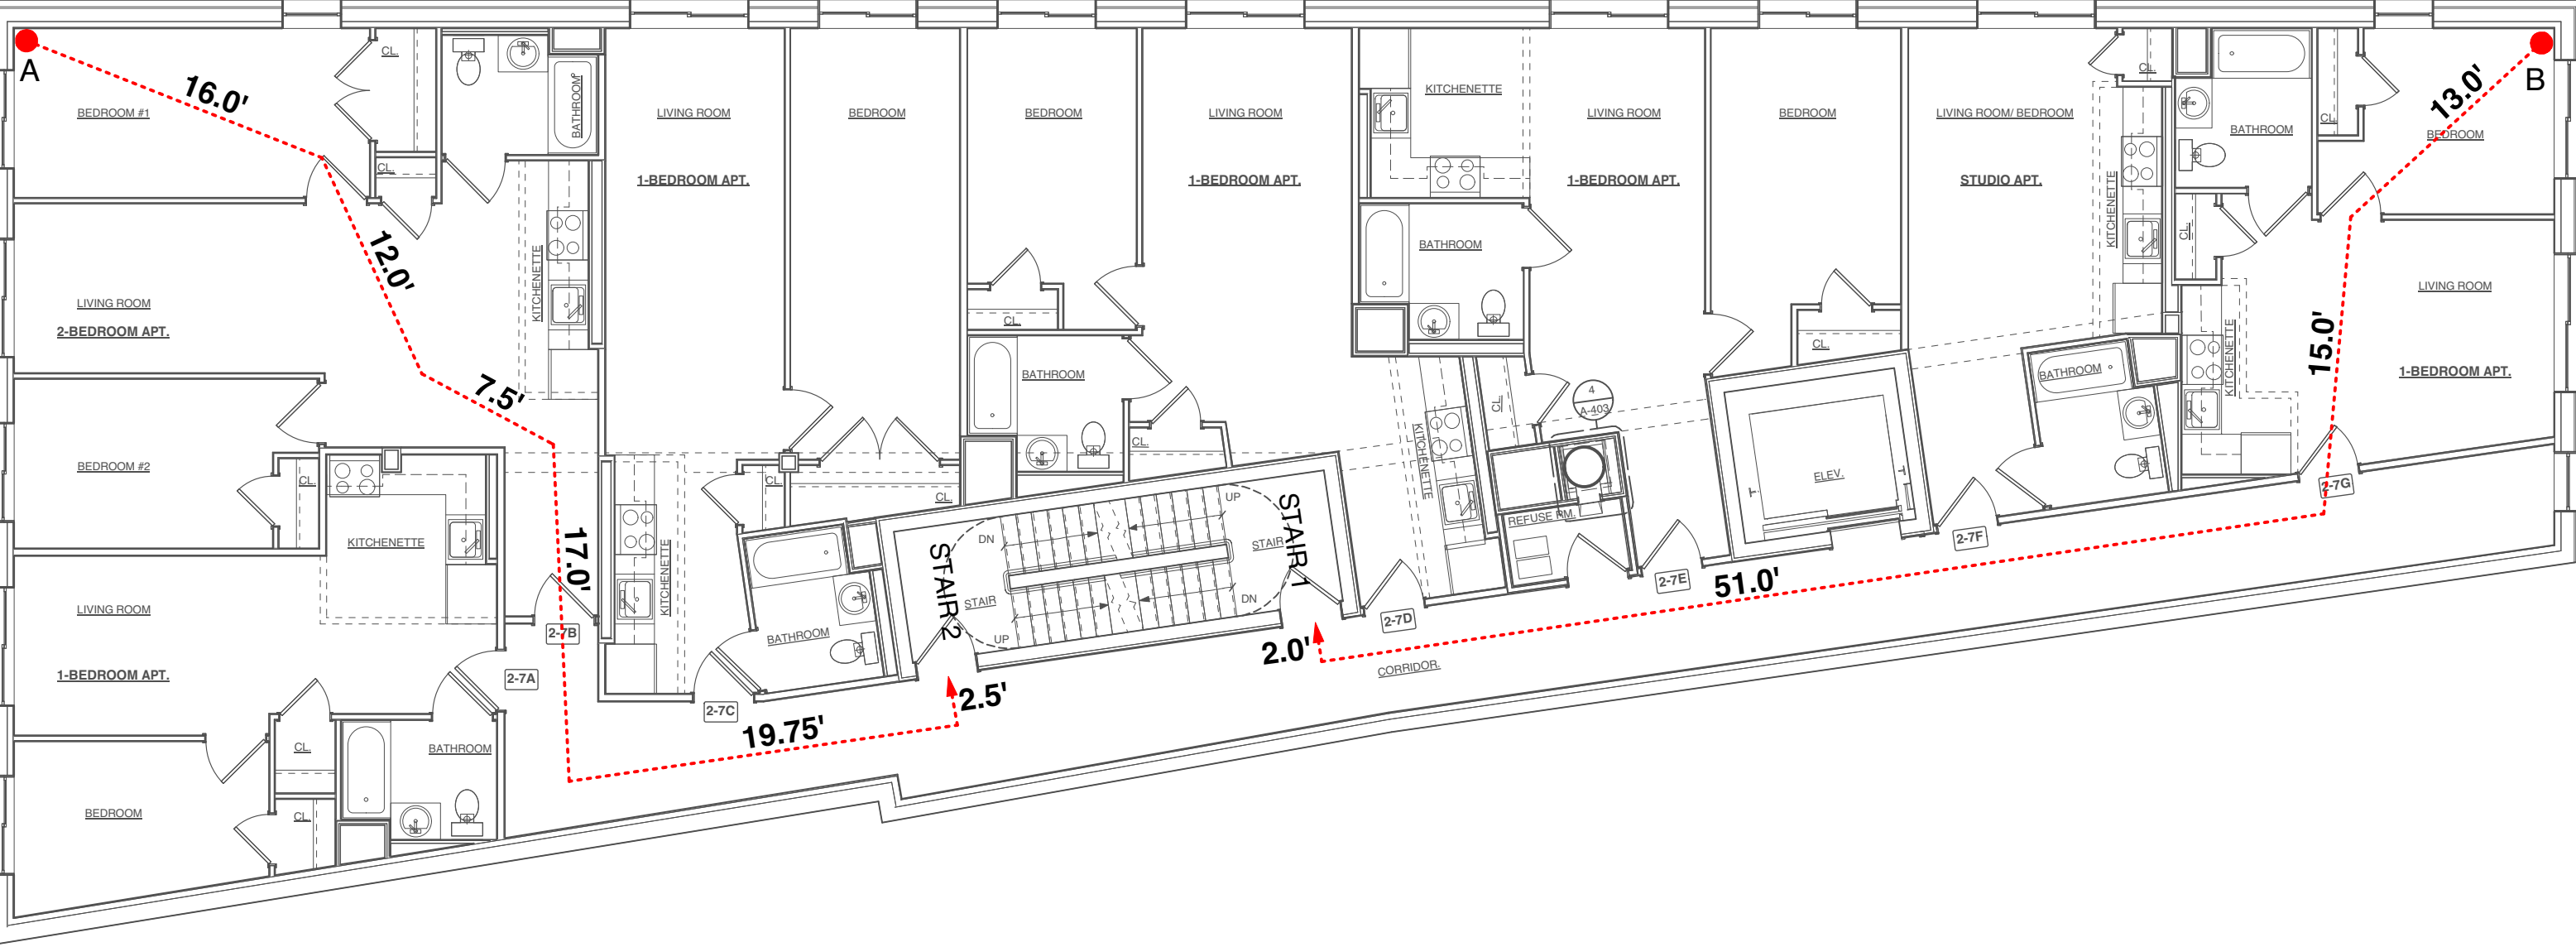 A
16.0'
BEDROOM #1
CL.
CL.
BATHROOM
12.0'
KITCHENETTE
LIVING ROOM
2-BEDROOM APT.
7.5'
BEDROOM #2
CL.
KITCHENETTE
17.0'
2-7B
LIVING ROOM
1-BEDROOM APT.
2-7A
CL.
BATHROOM
BEDROOM
CL.
LIVING ROOM
1-BEDROOM APT.
KITCHENETTE
CL.
BEDROOM
CL.
BATHROOM
2-7C
19.75'
2.5'
STAIR 2
DN
STAIR
UP
UP
STAIR
DN
STAIR 1
2.0'
BEDROOM
CL.
BATHROOM
CL.
LIVING ROOM
1-BEDROOM APT.
KITCHENETTE
2-7D
CORRIDOR.
KITCHENETTE
BATHROOM
CL.
4
A-403
REFUSE RM.
LIVING ROOM
1-BEDROOM APT.
2-7E
51.0'
BEDROOM
CL.
ELEV.
LIVING ROOM/ BEDROOM
STUDIO APT.
KITCHENETTE
CL.
BATHROOM
2-7F
BATHROOM
CL.
CL.
KITCHENETTE
13.0'
B
BEDROOM
15.0'
LIVING ROOM
1-BEDROOM APT.
2-7G